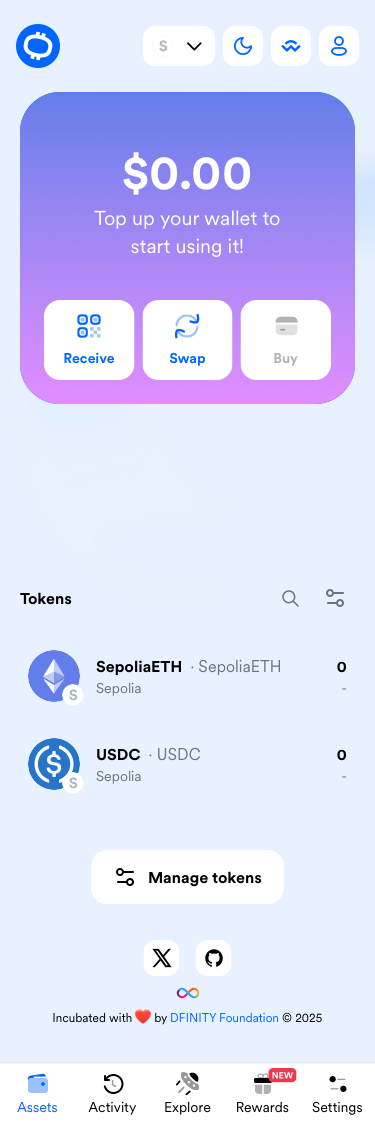 S
$0.00
Top up your wallet to
start using it!
Receive Swap Buy
Tokens
SepoliaETH · SepoliaETH 0
Sepolia -
S
USDC · USDC 0
Sepolia -
S
Manage tokens
Incubated with ❤️ by DFINITY Foundation © 2025
NEW
Assets Activity Explore Rewards Settings